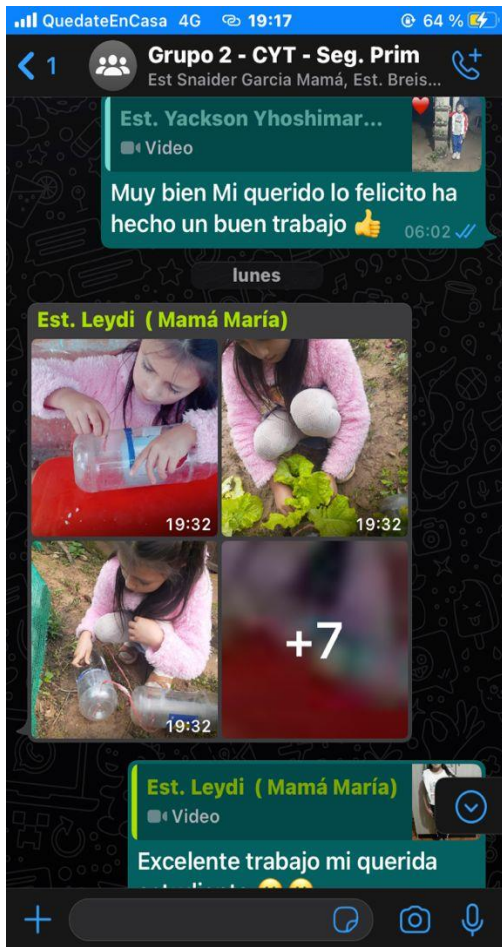 QuedateEnCasa 4G 19:17 64 %
1
Grupo 2 - CYT - Seg. Prim
Est Snaider Garcia Mamá, Est. Breis...
Est. Yackson Yhoshimar...
Video
Muy bien Mi querido lo felicito ha
hecho un buen trabajo 👍 06:02
lunes
Est. Leydi ( Mamá María)
19:32
19:32
19:32
+7
Est. Leydi ( Mamá María)
Video
Excelente trabajo mi querida